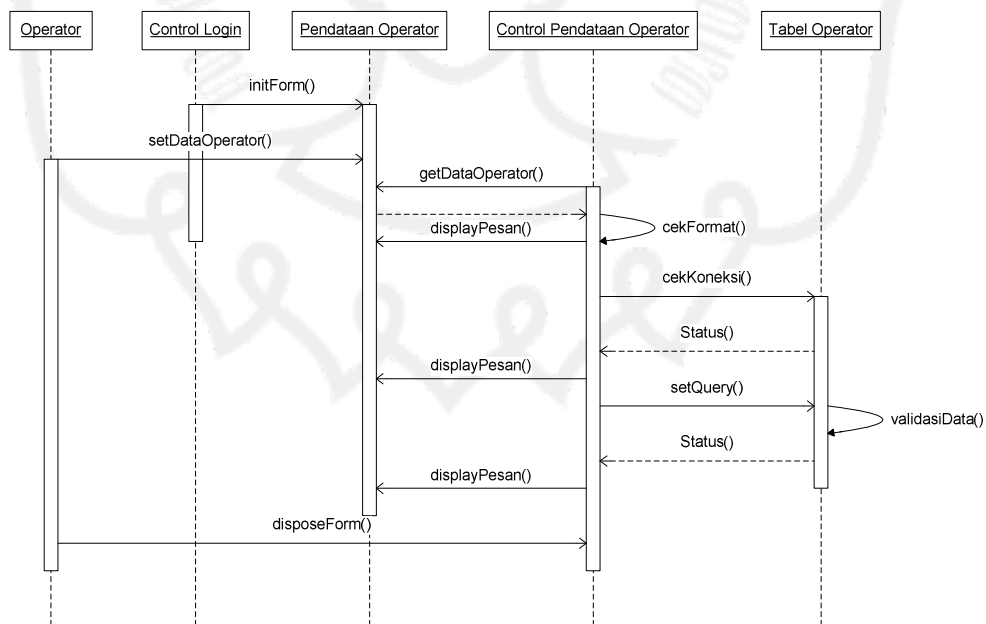 Operator
Control Login
Pendataan Operator
Control Pendataan Operator
Tabel Operator
initForm()
setDataOperator()
getDataOperator()
displayPesan()
cekFormat()
cekKoneksi()
Status()
displayPesan()
setQuery()
validasiData()
Status()
displayPesan()
disposeForm()